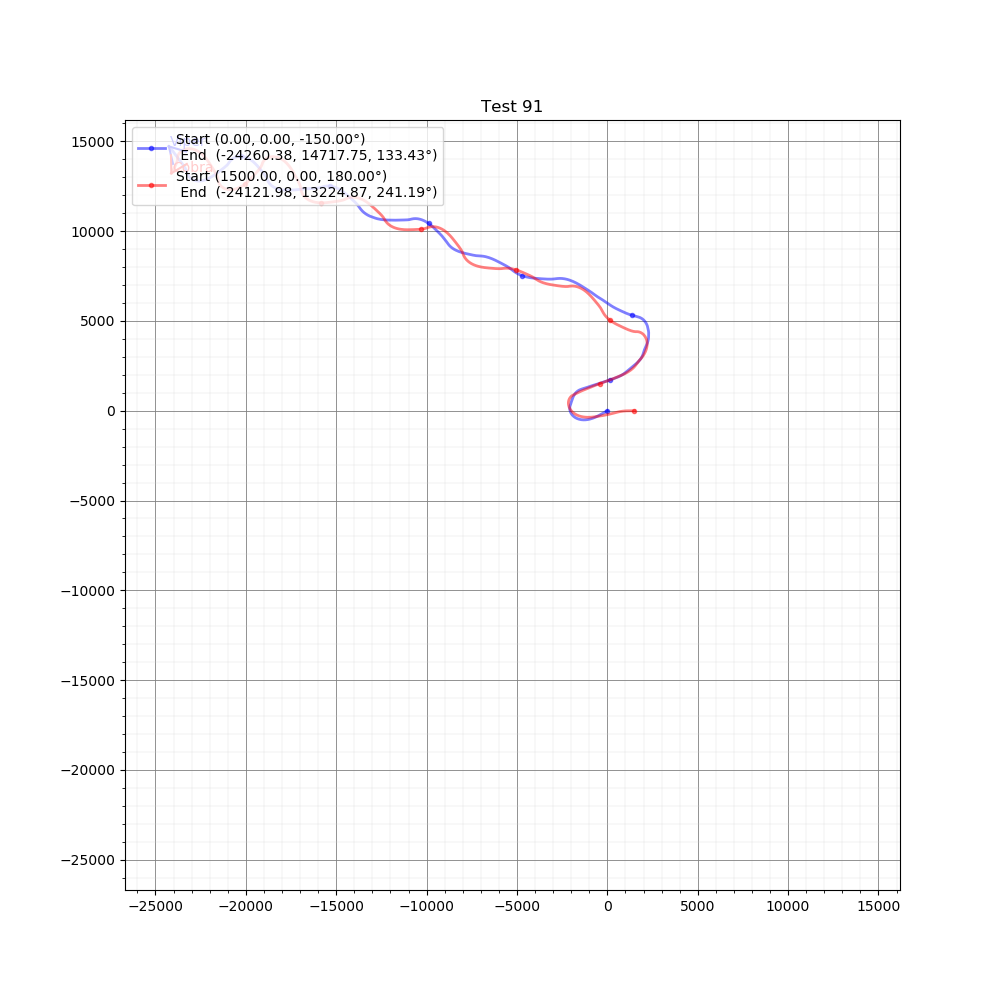 Test 91
Start (0.00, 0.00, -150.00°)
End (-24260.38, 14717.75, 133.43°)
Start (1500.00, 0.00, 180.00°)
End (-24121.98, 13224.87, 241.19°)
15000
10000
5000
0
−5000
−10000
−15000
−20000
−25000
−25000 −20000 −15000 −10000 −5000 0 5000 10000 15000